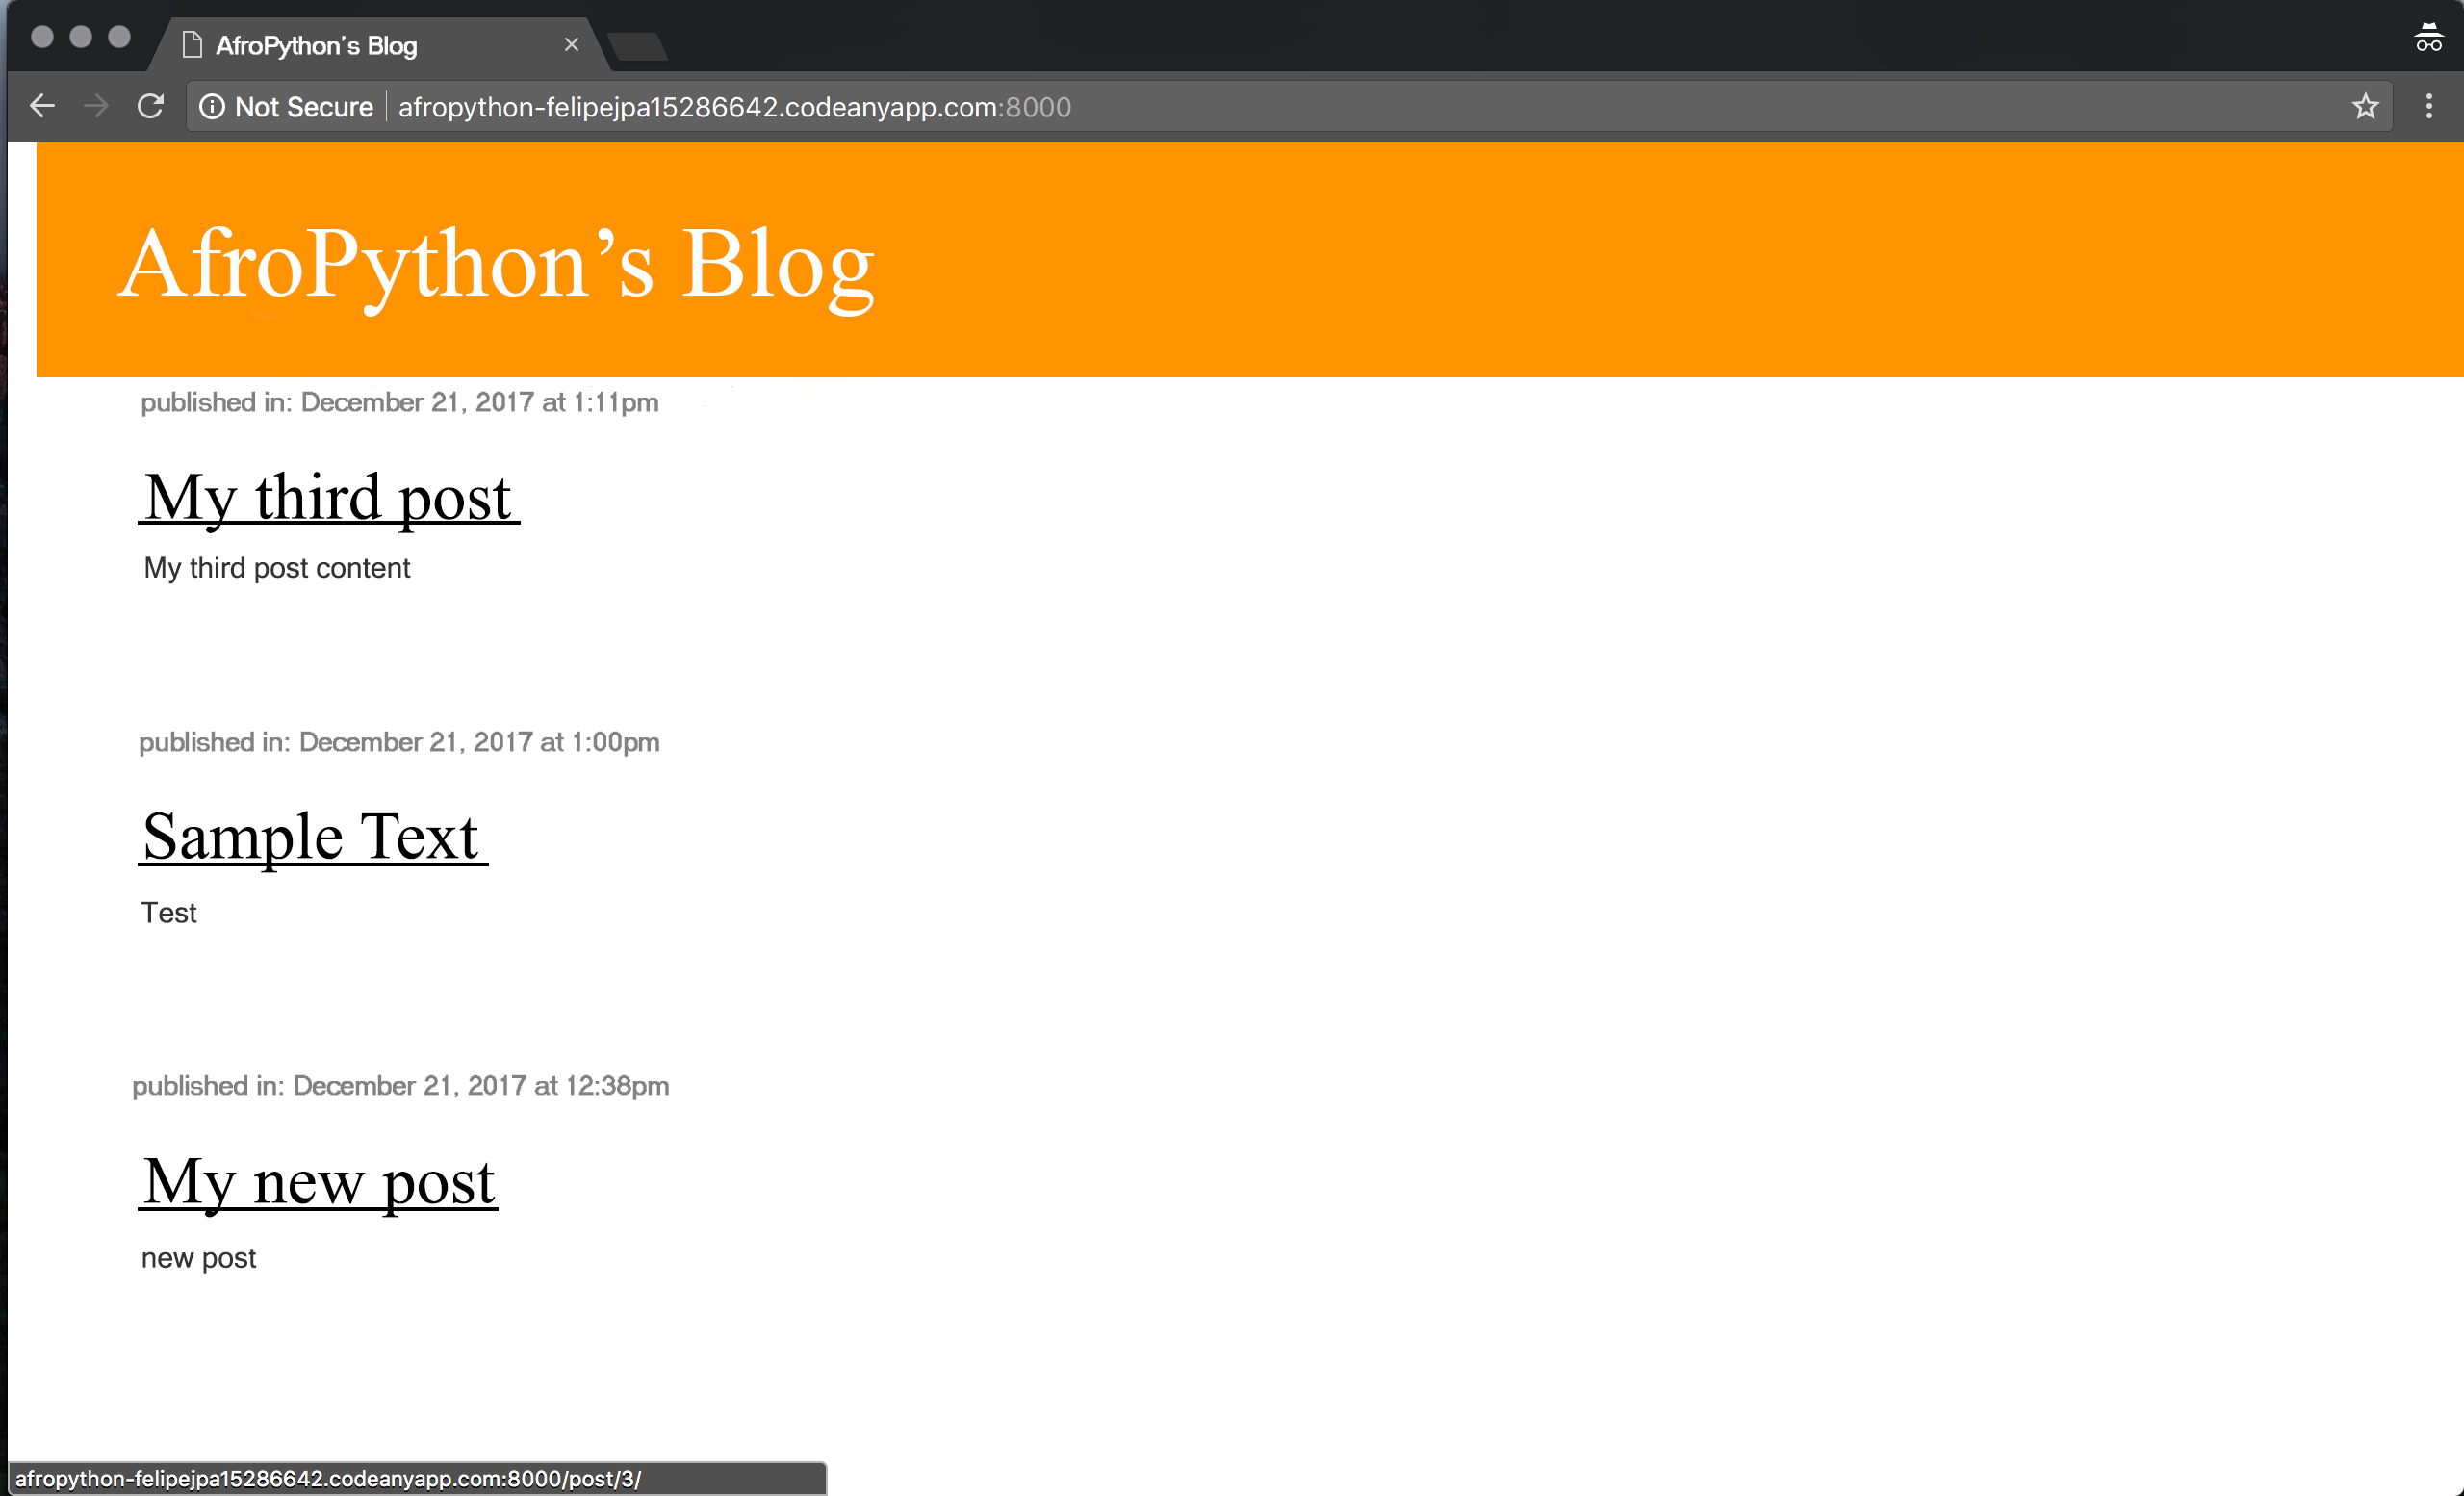 AfroPython's Blog
Not Secure afropython-felipejpa15286642.codeanyapp.com:8000
AfroPython’s Blog
published in: December 21, 2017 at 1:11pm
My third post
My third post content
published in: December 21, 2017 at 1:00pm
Sample Text
Test
published in: December 21, 2017 at 12:38pm
My new post
new post
afropython-felipejpa15286642.codeanyapp.com:8000/post/3/